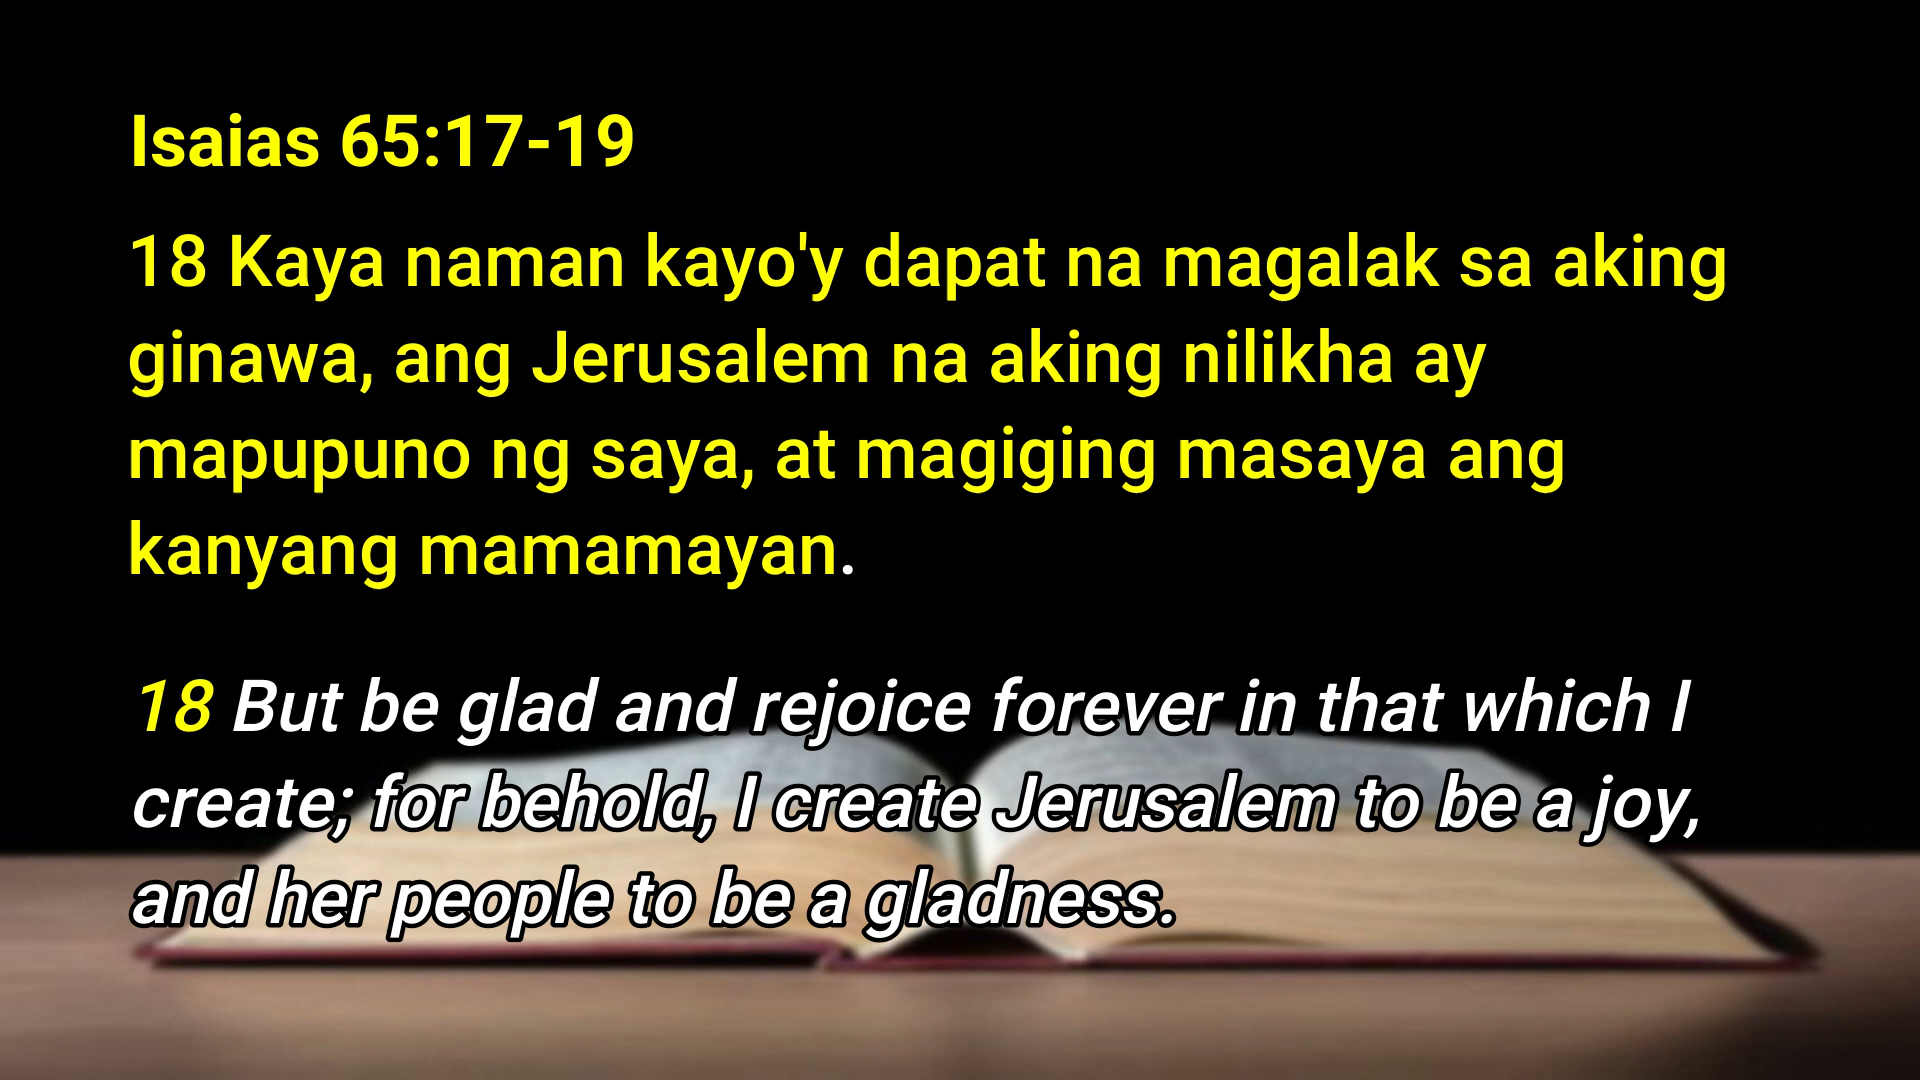 Isaias 65:17-19
18 Kaya naman kayo'y dapat na magalak sa aking
ginawa, ang Jerusalem na aking nilikha ay
mapupuno ng saya, at magiging masaya ang
kanyang mamamayan.
18 But be glad and rejoice forever in that which I
create; for behold, I create Jerusalem to be a joy,
and her people to be a gladness.